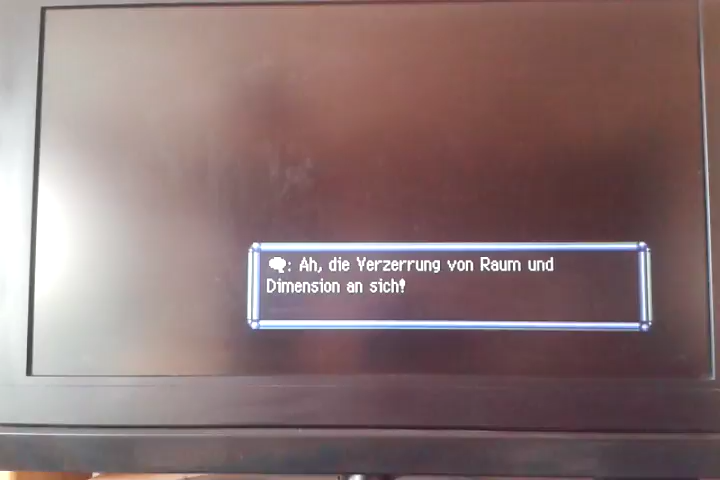 : Ah, die Verzerrung von Raum und
Dimension an sich!